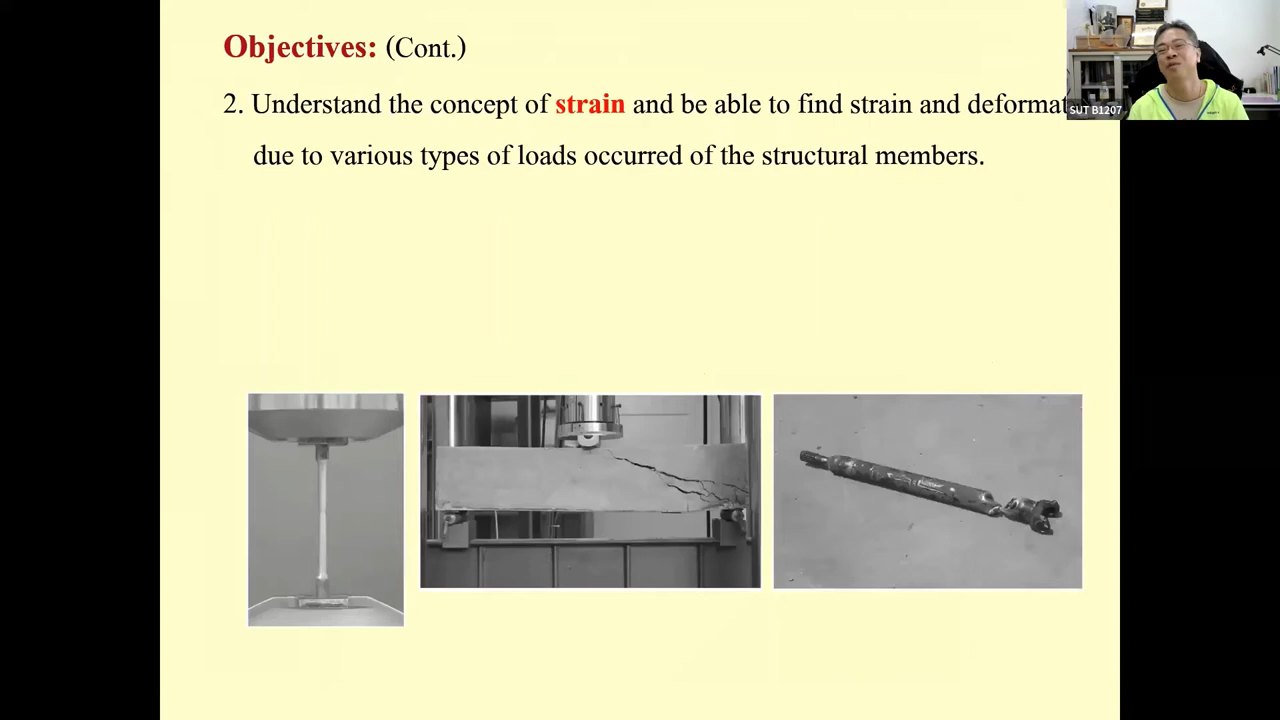 Objectives: (Cont.)
2. Understand the concept of strain and be able to find strain and
due to various types of loads occurred of the structural members.
SUT B1207